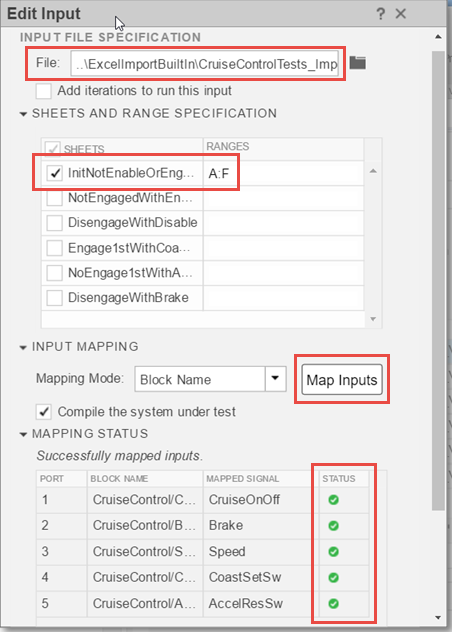 Edit Input ? ×
INPUT FILE SPECIFICATION
File: ..\ExcelImportBuiltIn\CruiseControlTests_Imp
Add iterations to run this input
SHEETS AND RANGE SPECIFICATION
SHEETS RANGES
InitNotEnableOrEng... A:F
NotEngagedWithEn...
DisengageWithDisable
Engage1stWithCoa...
NoEngage1stWithA...
DisengageWithBrake
INPUT MAPPING
Mapping Mode: Block Name Map Inputs
Compile the system under test
MAPPING STATUS
Successfully mapped inputs.
PORT BLOCK NAME MAPPED SIGNAL STATUS
1 CruiseControl/C... CruiseOnOff
2 CruiseControl/B... Brake
3 CruiseControl/S... Speed
4 CruiseControl/C... CoastSetSw
5 CruiseControl/A... AccelResSw